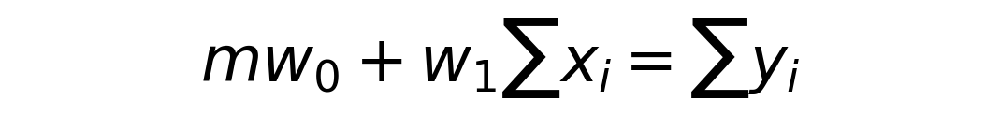 mw₀ + w₁∑xᵢ = ∑yᵢ